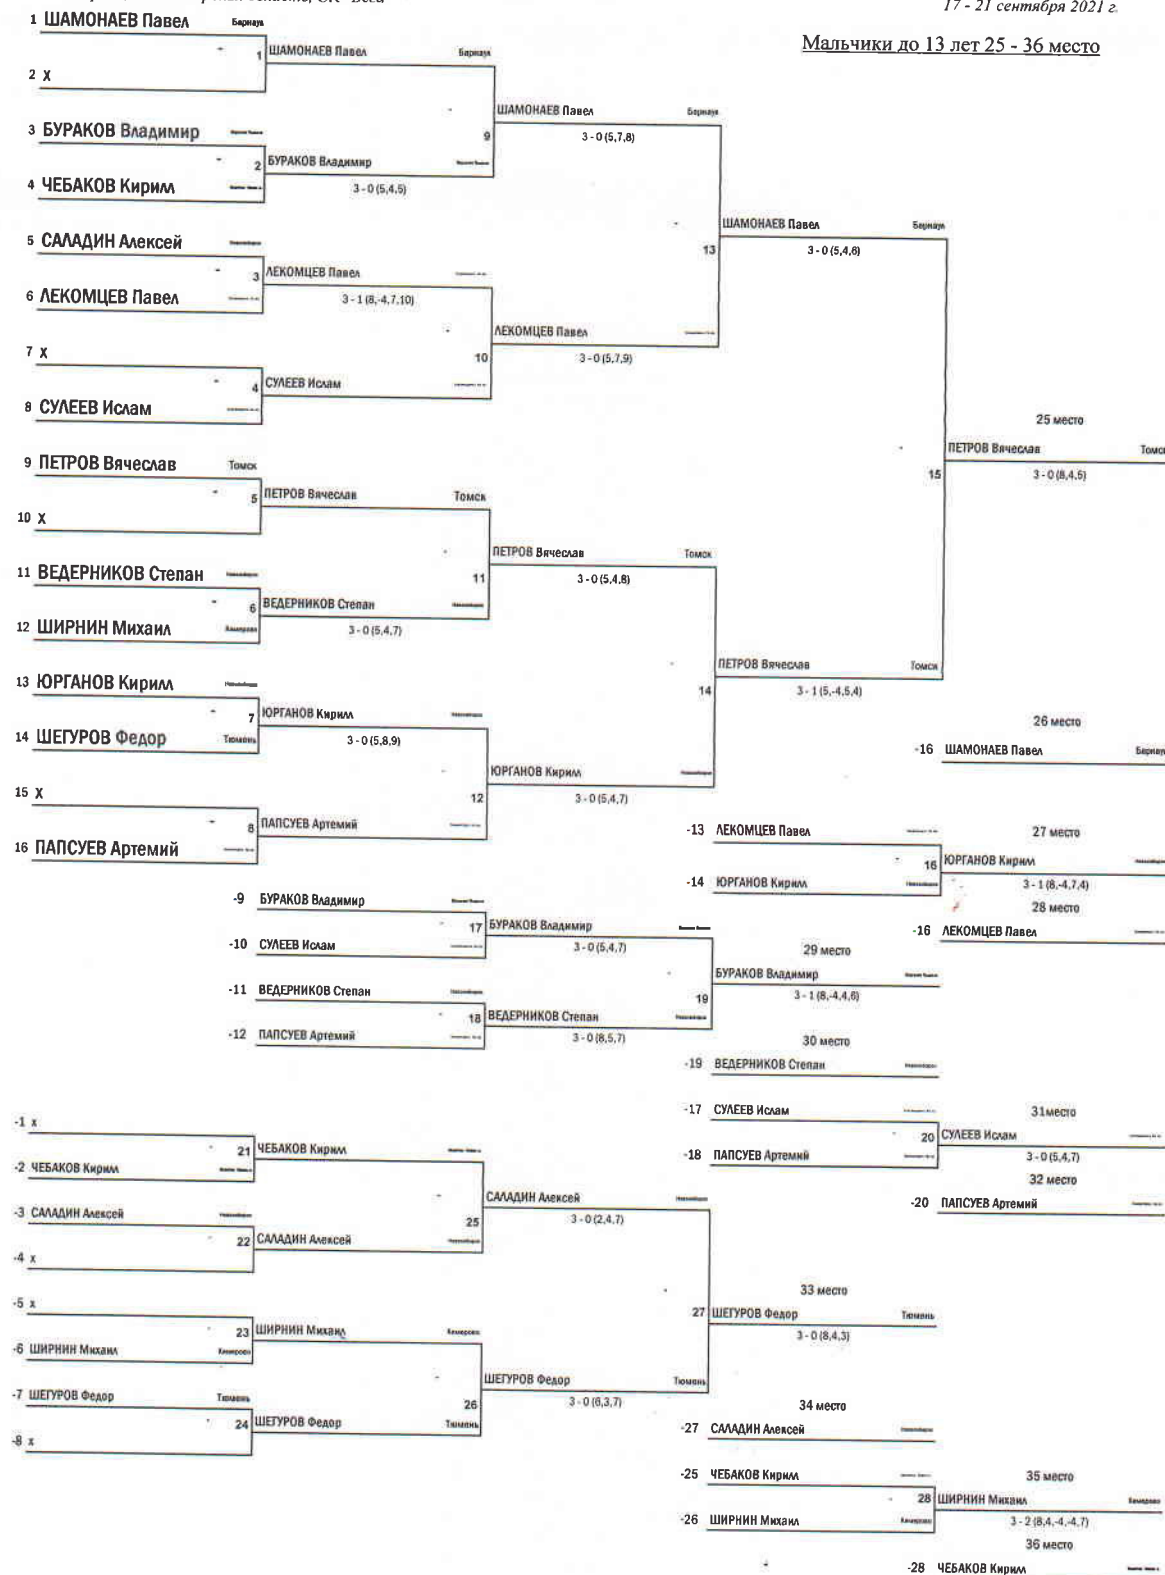 17 - 21 сентября 2021 г.
Мальчики до 13 лет 25 - 36 место
1 ШАМОНАЕВ Павел Барнаул
1 ШАМОНАЕВ Павел Барнаул
2 X
ШАМОНАЕВ Павел Барнаул
3 БУРАКОВ Владимир
9 3 - 0 (5,7,8)
2 БУРАКОВ Владимир
4 ЧЕБАКОВ Кирилл
3 - 0 (5,4,5)
ШАМОНАЕВ Павел Барнаул
5 САЛАДИН Алексей
13 3 - 0 (5,4,6)
3 ЛЕКОМЦЕВ Павел
6 ЛЕКОМЦЕВ Павел
3 - 1 (8,-4,7,10)
ЛЕКОМЦЕВ Павел
7 X
10 3 - 0 (5,7,9)
4 СУЛЕЕВ Ислам
8 СУЛЕЕВ Ислам
25 место
ПЕТРОВ Вячеслав Томск
9 ПЕТРОВ Вячеслав Томск
15 3 - 0 (8,4,5)
5 ПЕТРОВ Вячеслав Томск
10 X
ПЕТРОВ Вячеслав Томск
11 ВЕДЕРНИКОВ Степан
11 3 - 0 (5,4,8)
6 ВЕДЕРНИКОВ Степан
12 ШИРНИН Михаил Кемерово
3 - 0 (5,4,7)
ПЕТРОВ Вячеслав Томск
13 ЮРГАНОВ Кирилл
14 3 - 1 (5,-4,5,4)
7 ЮРГАНОВ Кирилл
14 ШЕГУРОВ Федор Тюмень
3 - 0 (5,8,9)
26 место
-16 ШАМОНАЕВ Павел Барнаул
ЮРГАНОВ Кирилл
15 X
12 3 - 0 (5,4,7)
8 ПАПСУЕВ Артемий
16 ПАПСУЕВ Артемий
-13 ЛЕКОМЦЕВ Павел
27 место
16 ЮРГАНОВ Кирилл
-14 ЮРГАНОВ Кирилл
3 - 1 (8,-4,7,4)
28 место
-16 ЛЕКОМЦЕВ Павел
-9 БУРАКОВ Владимир
17 БУРАКОВ Владимир
-10 СУЛЕЕВ Ислам
3 - 0 (5,4,7)
29 место
БУРАКОВ Владимир
-11 ВЕДЕРНИКОВ Степан
19 3 - 1 (8,-4,4,6)
18 ВЕДЕРНИКОВ Степан
-12 ПАПСУЕВ Артемий
3 - 0 (8,5,7)
30 место
-19 ВЕДЕРНИКОВ Степан
-17 СУЛЕЕВ Ислам
31место
20 СУЛЕЕВ Ислам
-18 ПАПСУЕВ Артемий
3 - 0 (5,4,7)
32 место
-20 ПАПСУЕВ Артемий
-1 x
21 ЧЕБАКОВ Кирилл
-2 ЧЕБАКОВ Кирилл
САЛАДИН Алексей
-3 САЛАДИН Алексей
25 3 - 0 (2,4,7)
22 САЛАДИН Алексей
-4 x
33 место
-5 x
27 ШЕГУРОВ Федор Тюмень
3 - 0 (8,4,3)
23 ШИРНИН Михаил Кемерово
-6 ШИРНИН Михаил Кемерово
ШЕГУРОВ Федор Тюмень
-7 ШЕГУРОВ Федор Тюмень
26 3 - 0 (6,3,7)
24 ШЕГУРОВ Федор Тюмень
-8 x
34 место
-27 САЛАДИН Алексей
-25 ЧЕБАКОВ Кирилл
35 место
28 ШИРНИН Михаил Кемерово
-26 ШИРНИН Михаил Кемерово
3 - 2 (8,4,-4,-4,7)
36 место
-28 ЧЕБАКОВ Кирилл